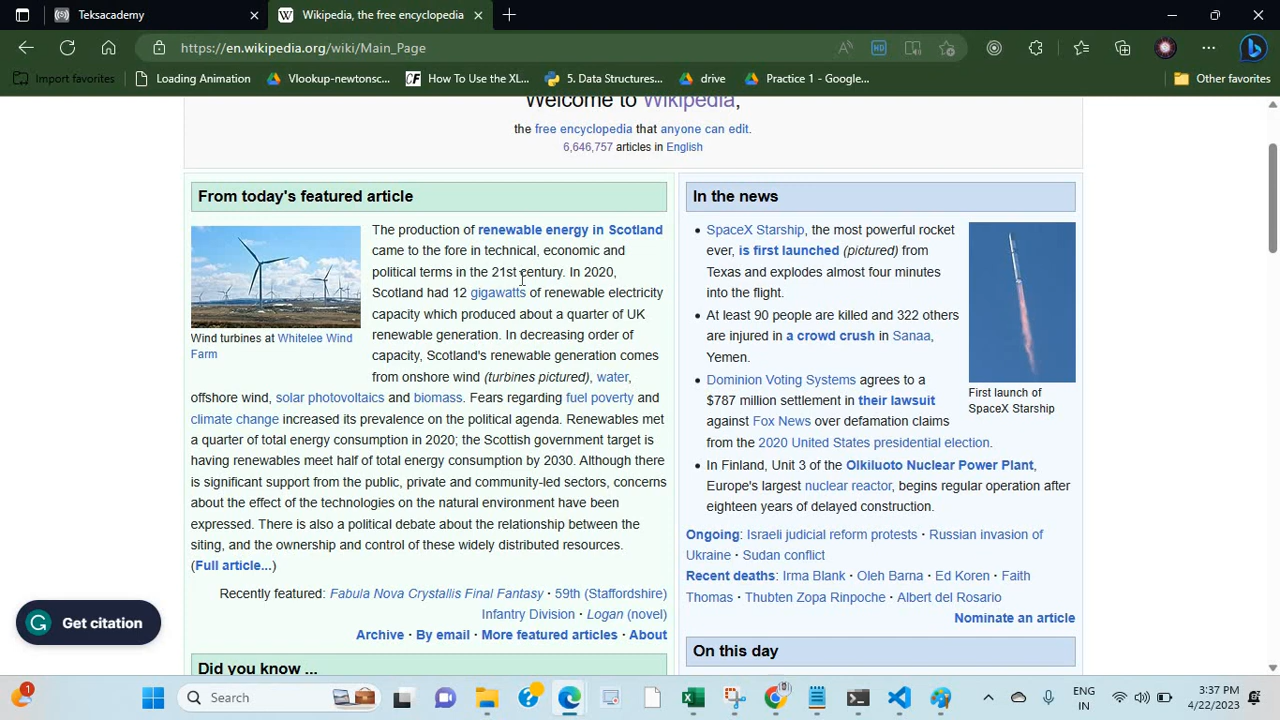 Teksacademy
Wikipedia, the free encyclopedia
https://en.wikipedia.org/wiki/Main_Page
Import favorites
Loading Animation
Vlookup-newtonsc...
CF How To Use the XL...
5. Data Structures...
drive
Practice 1 - Google...
Other favorites
Welcome to Wikipedia,
the free encyclopedia that anyone can edit.
6,646,757 articles in English
From today's featured article
The production of renewable energy in Scotland
came to the fore in technical, economic and
political terms in the 21st century. In 2020,
Scotland had 12 gigawatts of renewable electricity
capacity which produced about a quarter of UK
renewable generation. In decreasing order of
capacity, Scotland's renewable generation comes
from onshore wind (turbines pictured), water,
offshore wind, solar photovoltaics and biomass. Fears regarding fuel poverty and
climate change increased its prevalence on the political agenda. Renewables met
a quarter of total energy consumption in 2020; the Scottish government target is
having renewables meet half of total energy consumption by 2030. Although there
is significant support from the public, private and community-led sectors, concerns
about the effect of the technologies on the natural environment have been
expressed. There is also a political debate about the relationship between the
siting, and the ownership and control of these widely distributed resources.
(Full article...)
Wind turbines at Whitelee Wind
Farm
Recently featured: Fabula Nova Crystallis Final Fantasy · 59th (Staffordshire)
Infantry Division · Logan (novel)
Archive · By email · More featured articles · About
Did you know ...
In the news
SpaceX Starship, the most powerful rocket
ever, is first launched (pictured) from
Texas and explodes almost four minutes
into the flight.
At least 90 people are killed and 322 others
are injured in a crowd crush in Sanaa,
Yemen.
Dominion Voting Systems agrees to a
$787 million settlement in their lawsuit
against Fox News over defamation claims
from the 2020 United States presidential election.
In Finland, Unit 3 of the Olkiluoto Nuclear Power Plant,
Europe's largest nuclear reactor, begins regular operation after
eighteen years of delayed construction.
First launch of
SpaceX Starship
Ongoing: Israeli judicial reform protests · Russian invasion of
Ukraine · Sudan conflict
Recent deaths: Irma Blank · Oleh Barna · Ed Koren · Faith
Thomas · Thubten Zopa Rinpoche · Albert del Rosario
Nominate an article
On this day
Get citation
1
Search
ENG
IN
3:37 PM
4/22/2023